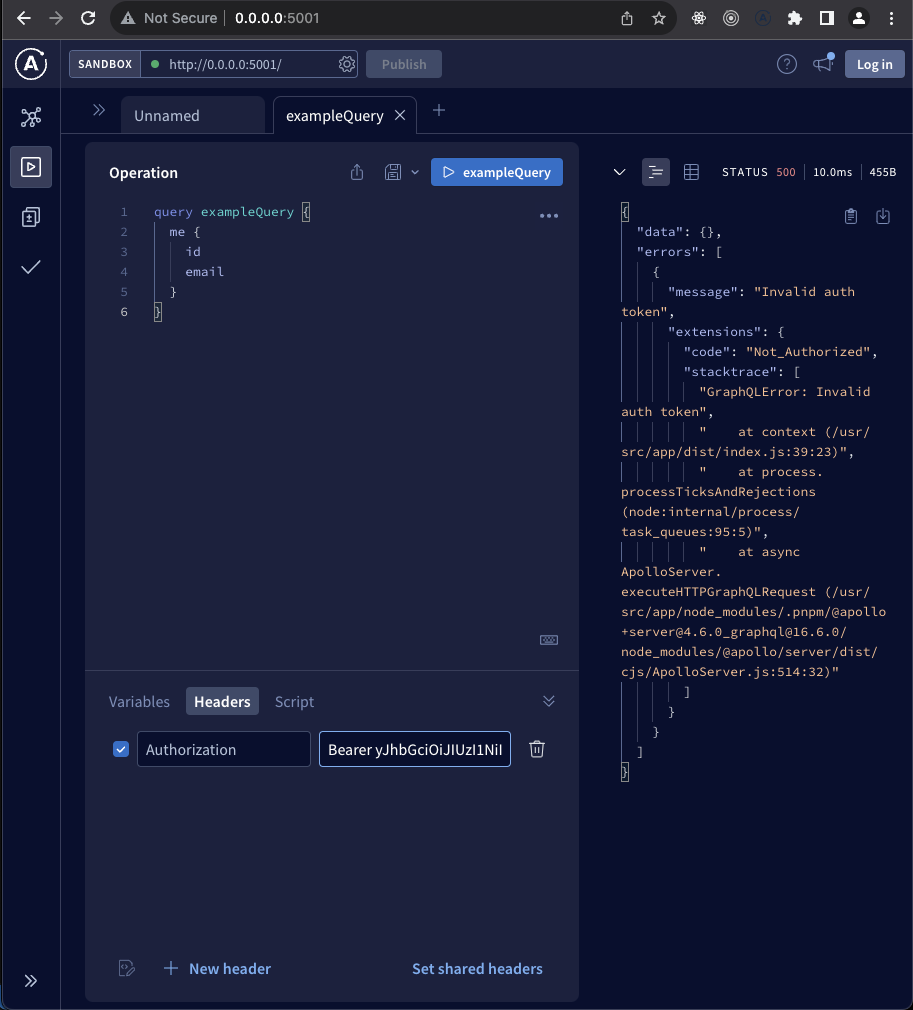 Not Secure 0.0.0.0:5001
SANDBOX http://0.0.0.0:5001/ Publish ? Log in
Unnamed exampleQuery
Operation exampleQuery
1 query exampleQuery {
2 me {
3 id
4 email
5 }
6 }
Variables Headers Script
Authorization Bearer yJhbGciOiJIUzI1NiI
New header Set shared headers
STATUS 500 10.0ms 455B
{
"data": {},
"errors": [
{
"message": "Invalid auth
token",
"extensions": {
"code": "Not_Authorized",
"stacktrace": [
"GraphQLError: Invalid
auth token",
" at context (/usr/
src/app/dist/index.js:39:23)",
" at process.
processTicksAndRejections
(node:internal/process/
task_queues:95:5)",
" at async
ApolloServer.
executeHTTPGraphQLRequest (/usr/
src/app/node_modules/.pnpm/@apollo
+server@4.6.0_graphql@16.6.0/
node_modules/@apollo/server/dist/
cjs/ApolloServer.js:514:32)"
]
}
}
]
}